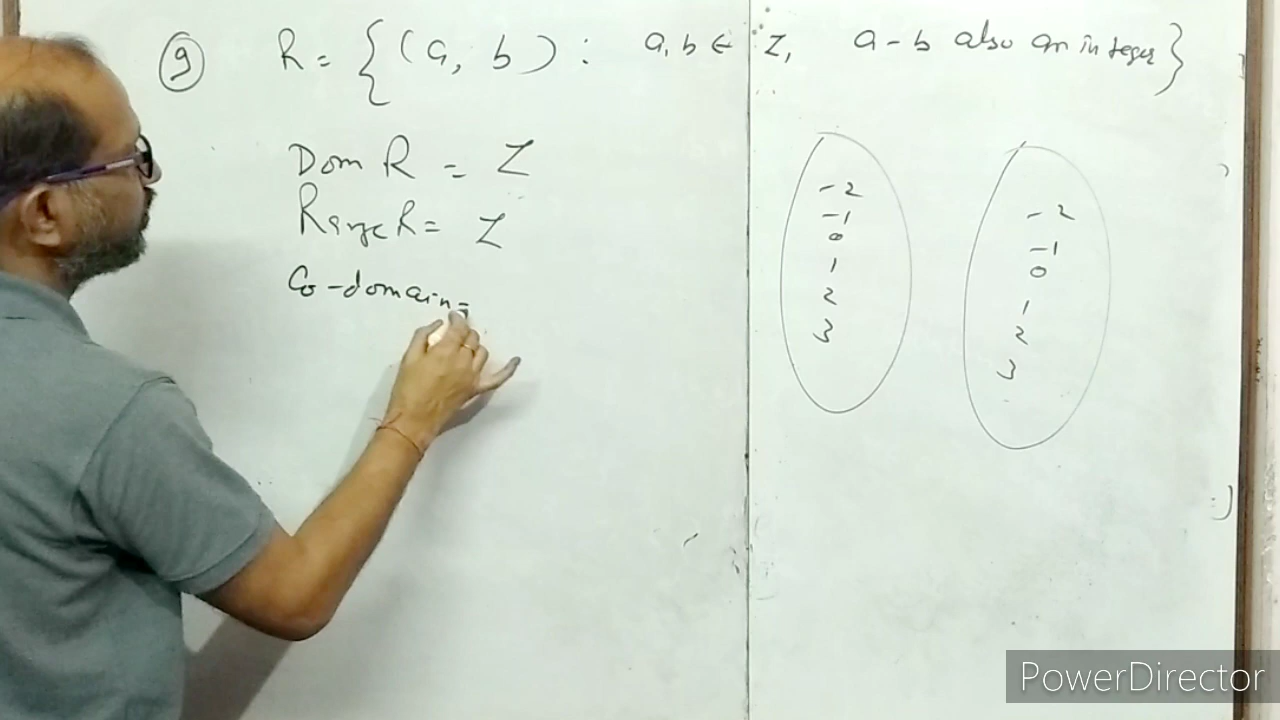 9 R = { (a, b) : a, b ∈ Z, a - b also an integer }
Dom R = Z
Range R = Z
Co-domain =
-2
-1
0
1
2
3
-2
-1
0
1
2
3
PowerDirector